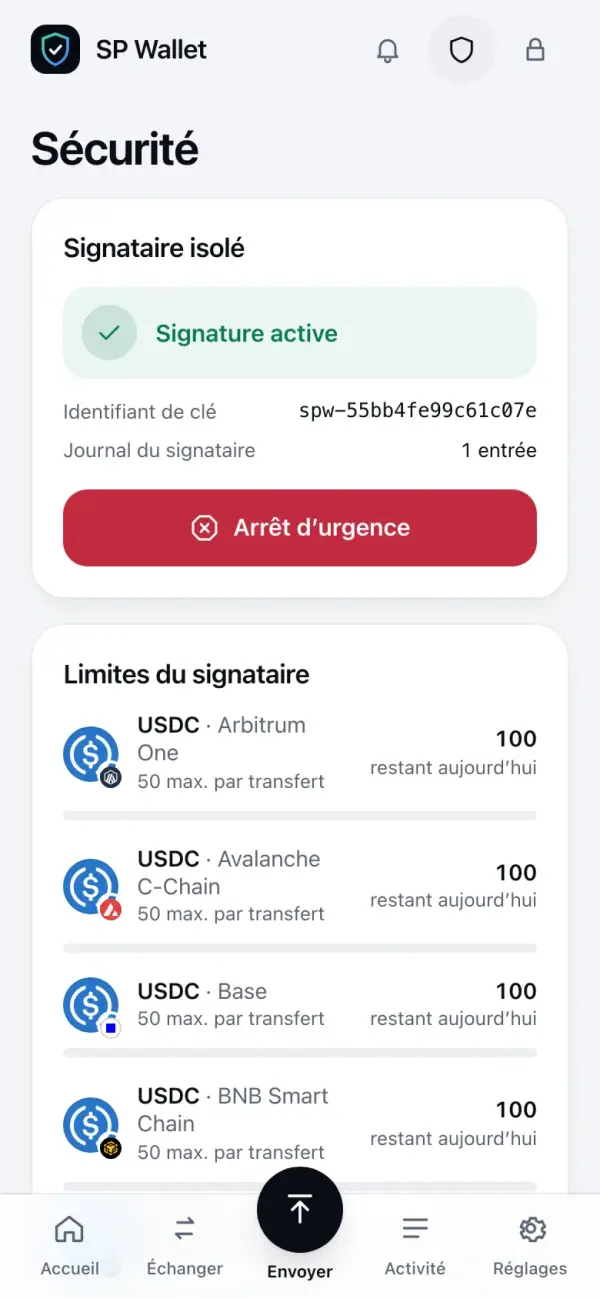 SP Wallet
Sécurité
Signataire isolé
Signature active
Identifiant de clé spw-55bb4fe99c61c07e
Journal du signataire 1 entrée
Arrêt d’urgence
Limites du signataire
USDC · Arbitrum
One
50 max. par transfert
100
restant aujourd’hui
USDC · Avalanche
C-Chain
50 max. par transfert
100
restant aujourd’hui
USDC · Base
50 max. par transfert
100
restant aujourd’hui
USDC · BNB Smart
Chain
50 max. par transfert
100
restant aujourd’hui
Accueil
Échanger
Envoyer
Activité
Réglages